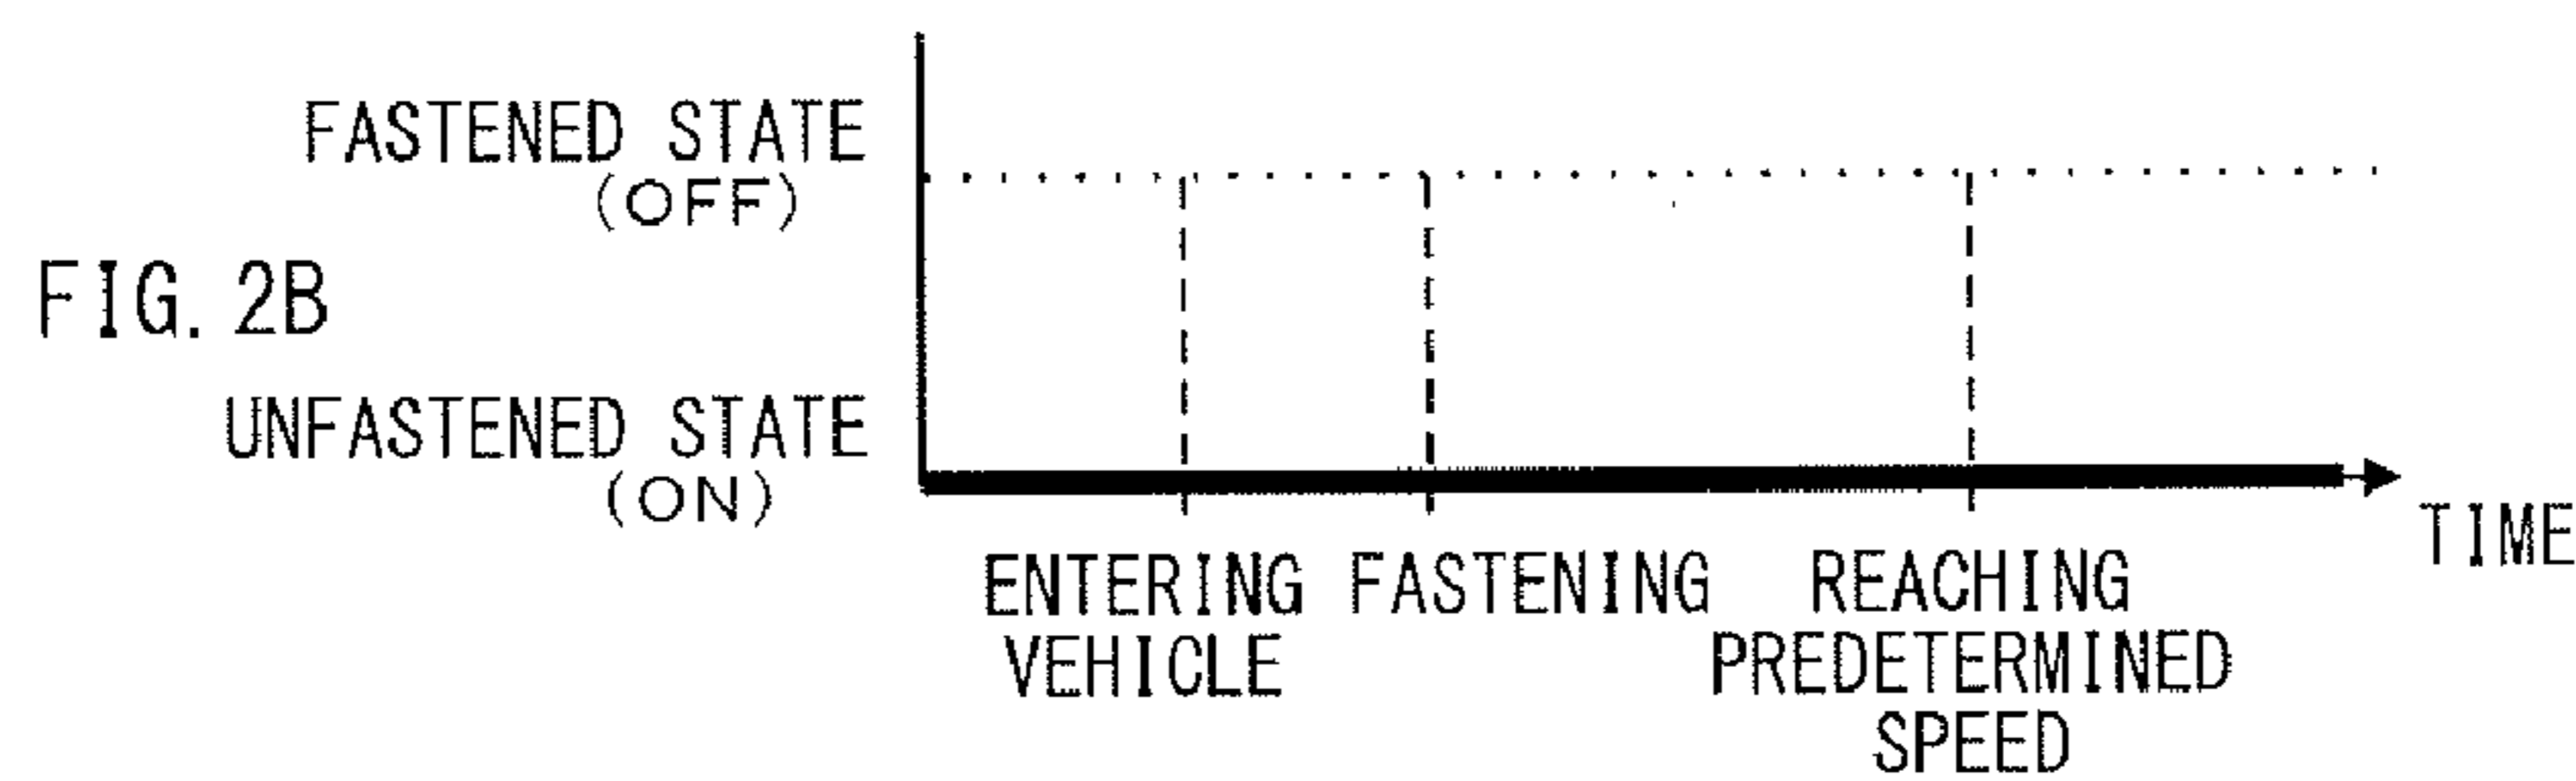 FASTENED STATE
(OFF)
FIG. 2B
UNFASTENED STATE
(ON)
TIME
ENTERING VEHICLE
FASTENING
REACHING PREDETERMINED SPEED